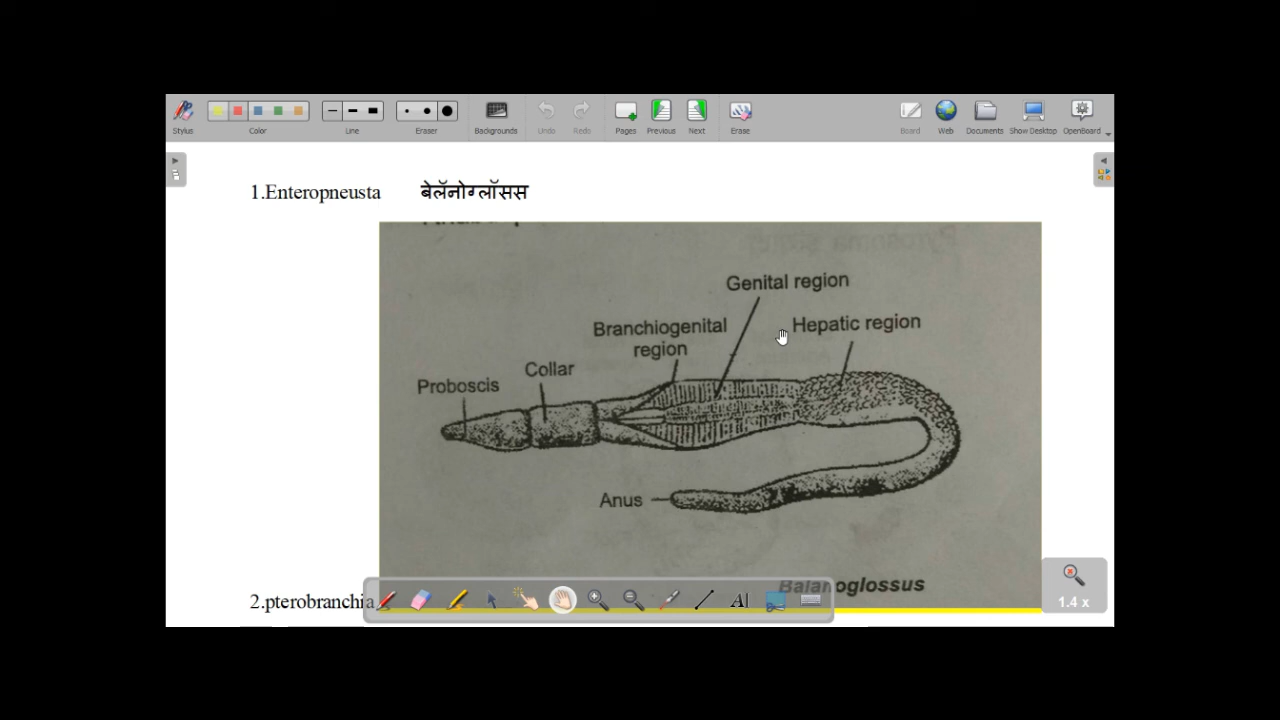 Stylus Color Line Eraser Backgrounds Undo Redo Pages Previous Next Erase Board Web Documents Show Desktop OpenBoard
1.Enteropneusta बेलॅनोग्लॉसस
Genital region
Branchiogenital
region
Hepatic region
Collar
Proboscis
Anus
Balanoglossus
2.pterobranchia
1.4 x